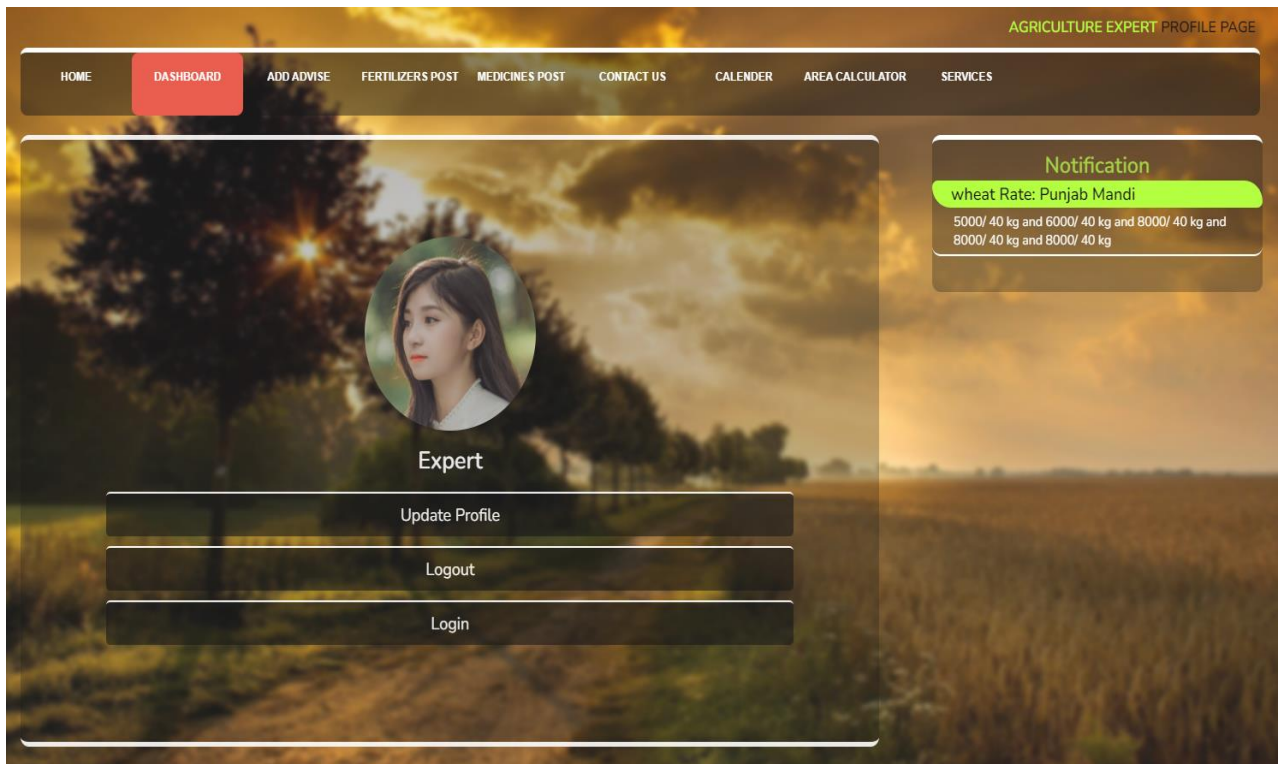 AGRICULTURE EXPERT PROFILE PAGE
HOME DASHBOARD ADD ADVISE FERTILIZERS POST MEDICINES POST CONTACT US CALENDER AREA CALCULATOR SERVICES
Notification
wheat Rate: Punjab Mandi
5000/ 40 kg and 6000/ 40 kg and 8000/ 40 kg and
8000/ 40 kg and 8000/ 40 kg
Expert
Update Profile
Logout
Login